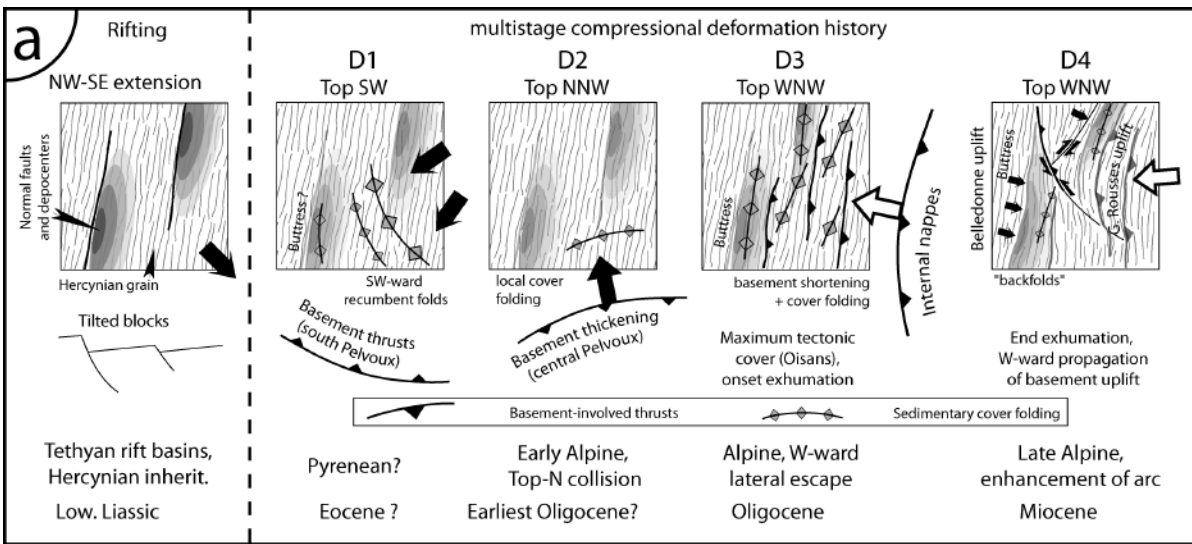 a
Rifting
multistage compressional deformation history
NW-SE extension
D1
Top SW
D2
Top NNW
D3
Top WNW
D4
Top WNW
Normal faults
and depocenters
Hercynian grain
Buttress ?
SW-ward
recumbent folds
local cover
folding
Buttress
basement shortening
+ cover folding
Internal nappes
Belledonne uplift
Buttress
G. Rousses uplift
"backfolds"
Tilted blocks
Basement thrusts
(south Pelvoux)
Basement thickening
(central Pelvoux)
Maximum tectonic
cover (Oisans),
onset exhumation
End exhumation,
W-ward propagation
of basement uplift
Basement-involved thrusts
Sedimentary cover folding
Tethyan rift basins,
Hercynian inherit.
Pyrenean?
Early Alpine,
Top-N collision
Alpine, W-ward
lateral escape
Late Alpine,
enhancement of arc
Low. Liassic
Eocene ?
Earliest Oligocene?
Oligocene
Miocene